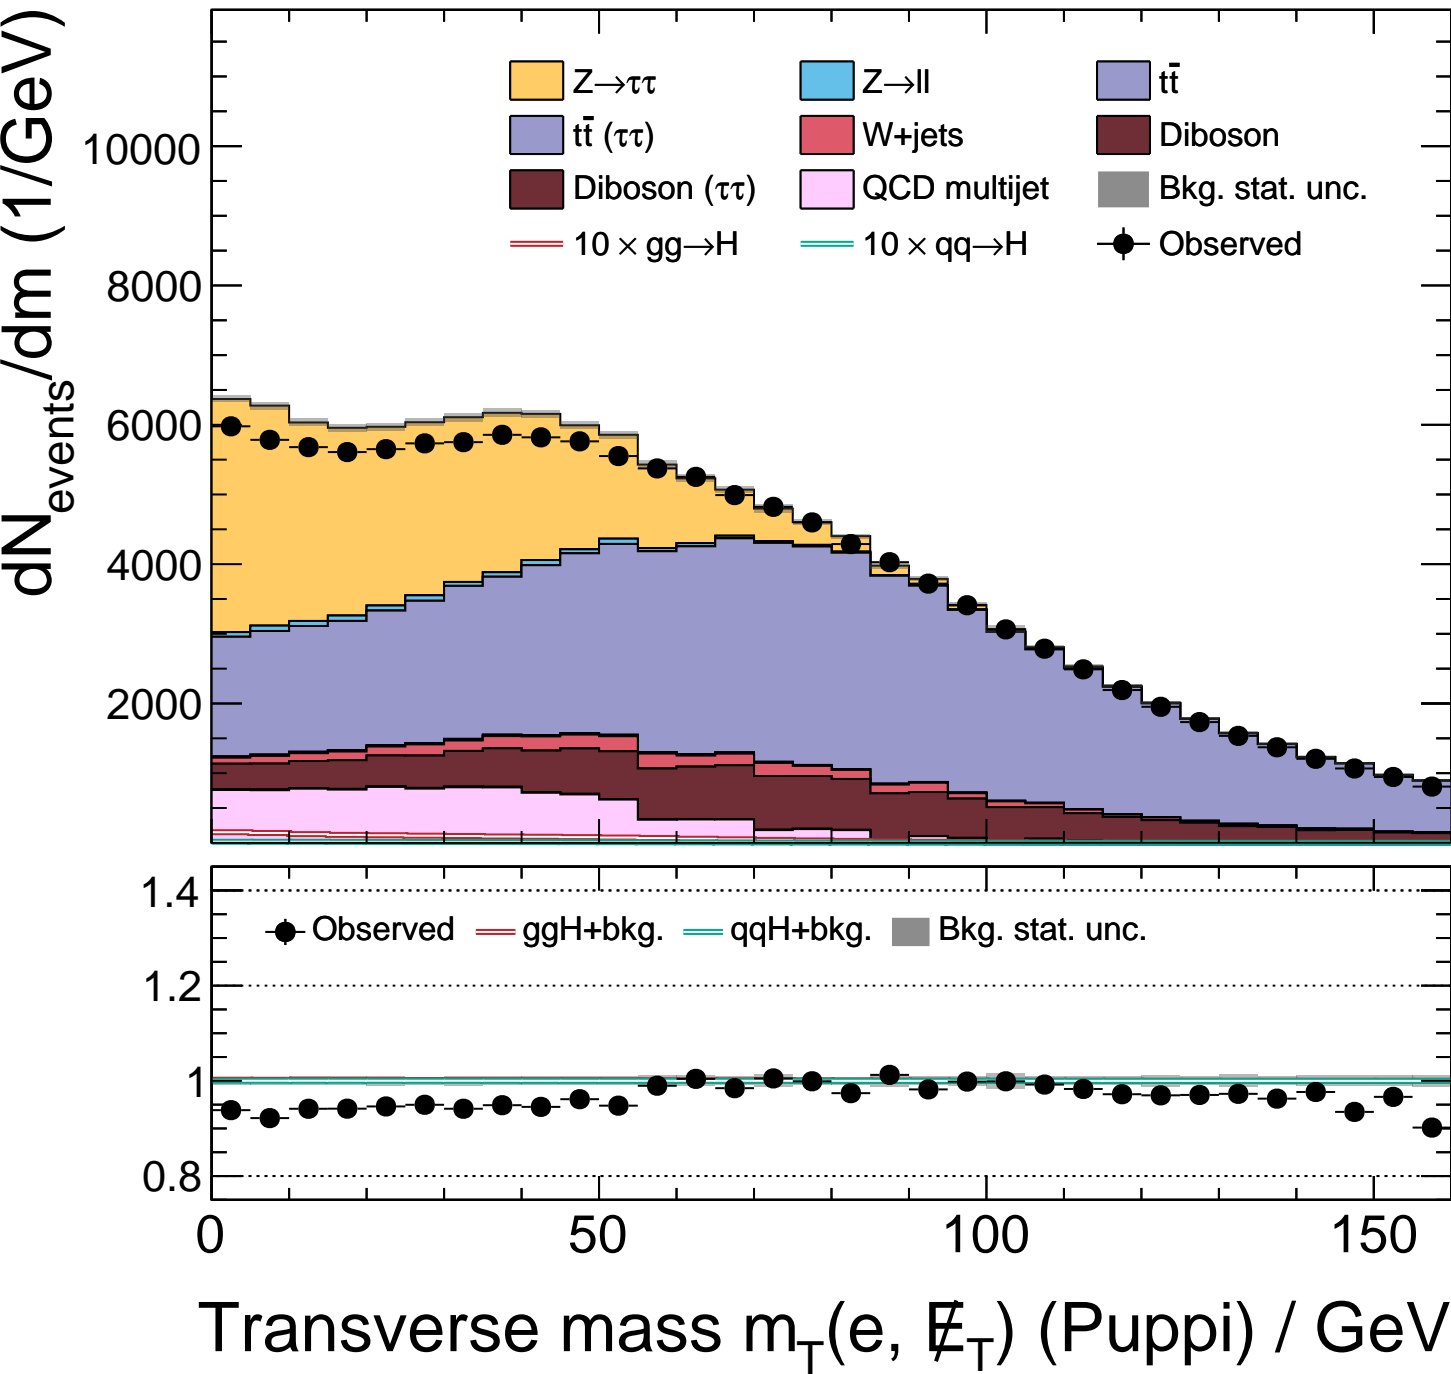 dN_events/dm (1/GeV)
10000
8000
6000
4000
2000
Z→ττ
Z→ll
tt̄
tt̄ (ττ)
W+jets
Diboson
Diboson (ττ)
QCD multijet
Bkg. stat. unc.
10 × gg→H
10 × qq→H
Observed
1.4
1.2
1
0.8
Observed
ggH+bkg.
qqH+bkg.
Bkg. stat. unc.
0
50
100
150
Transverse mass m_T(e, E̸_T) (Puppi) / GeV